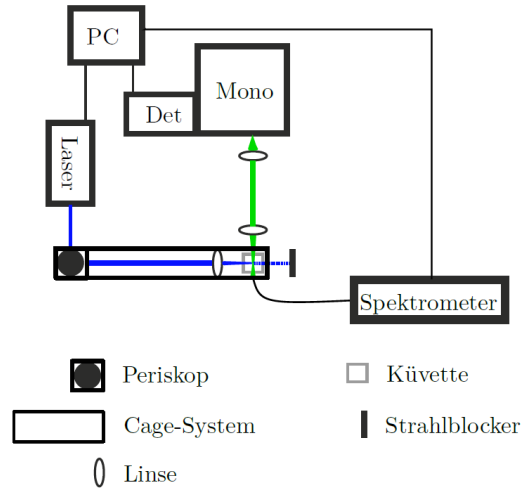 PC
Mono
Det
Laser
Spektrometer
Periskop
Küvette
Cage-System
Strahlblocker
Linse